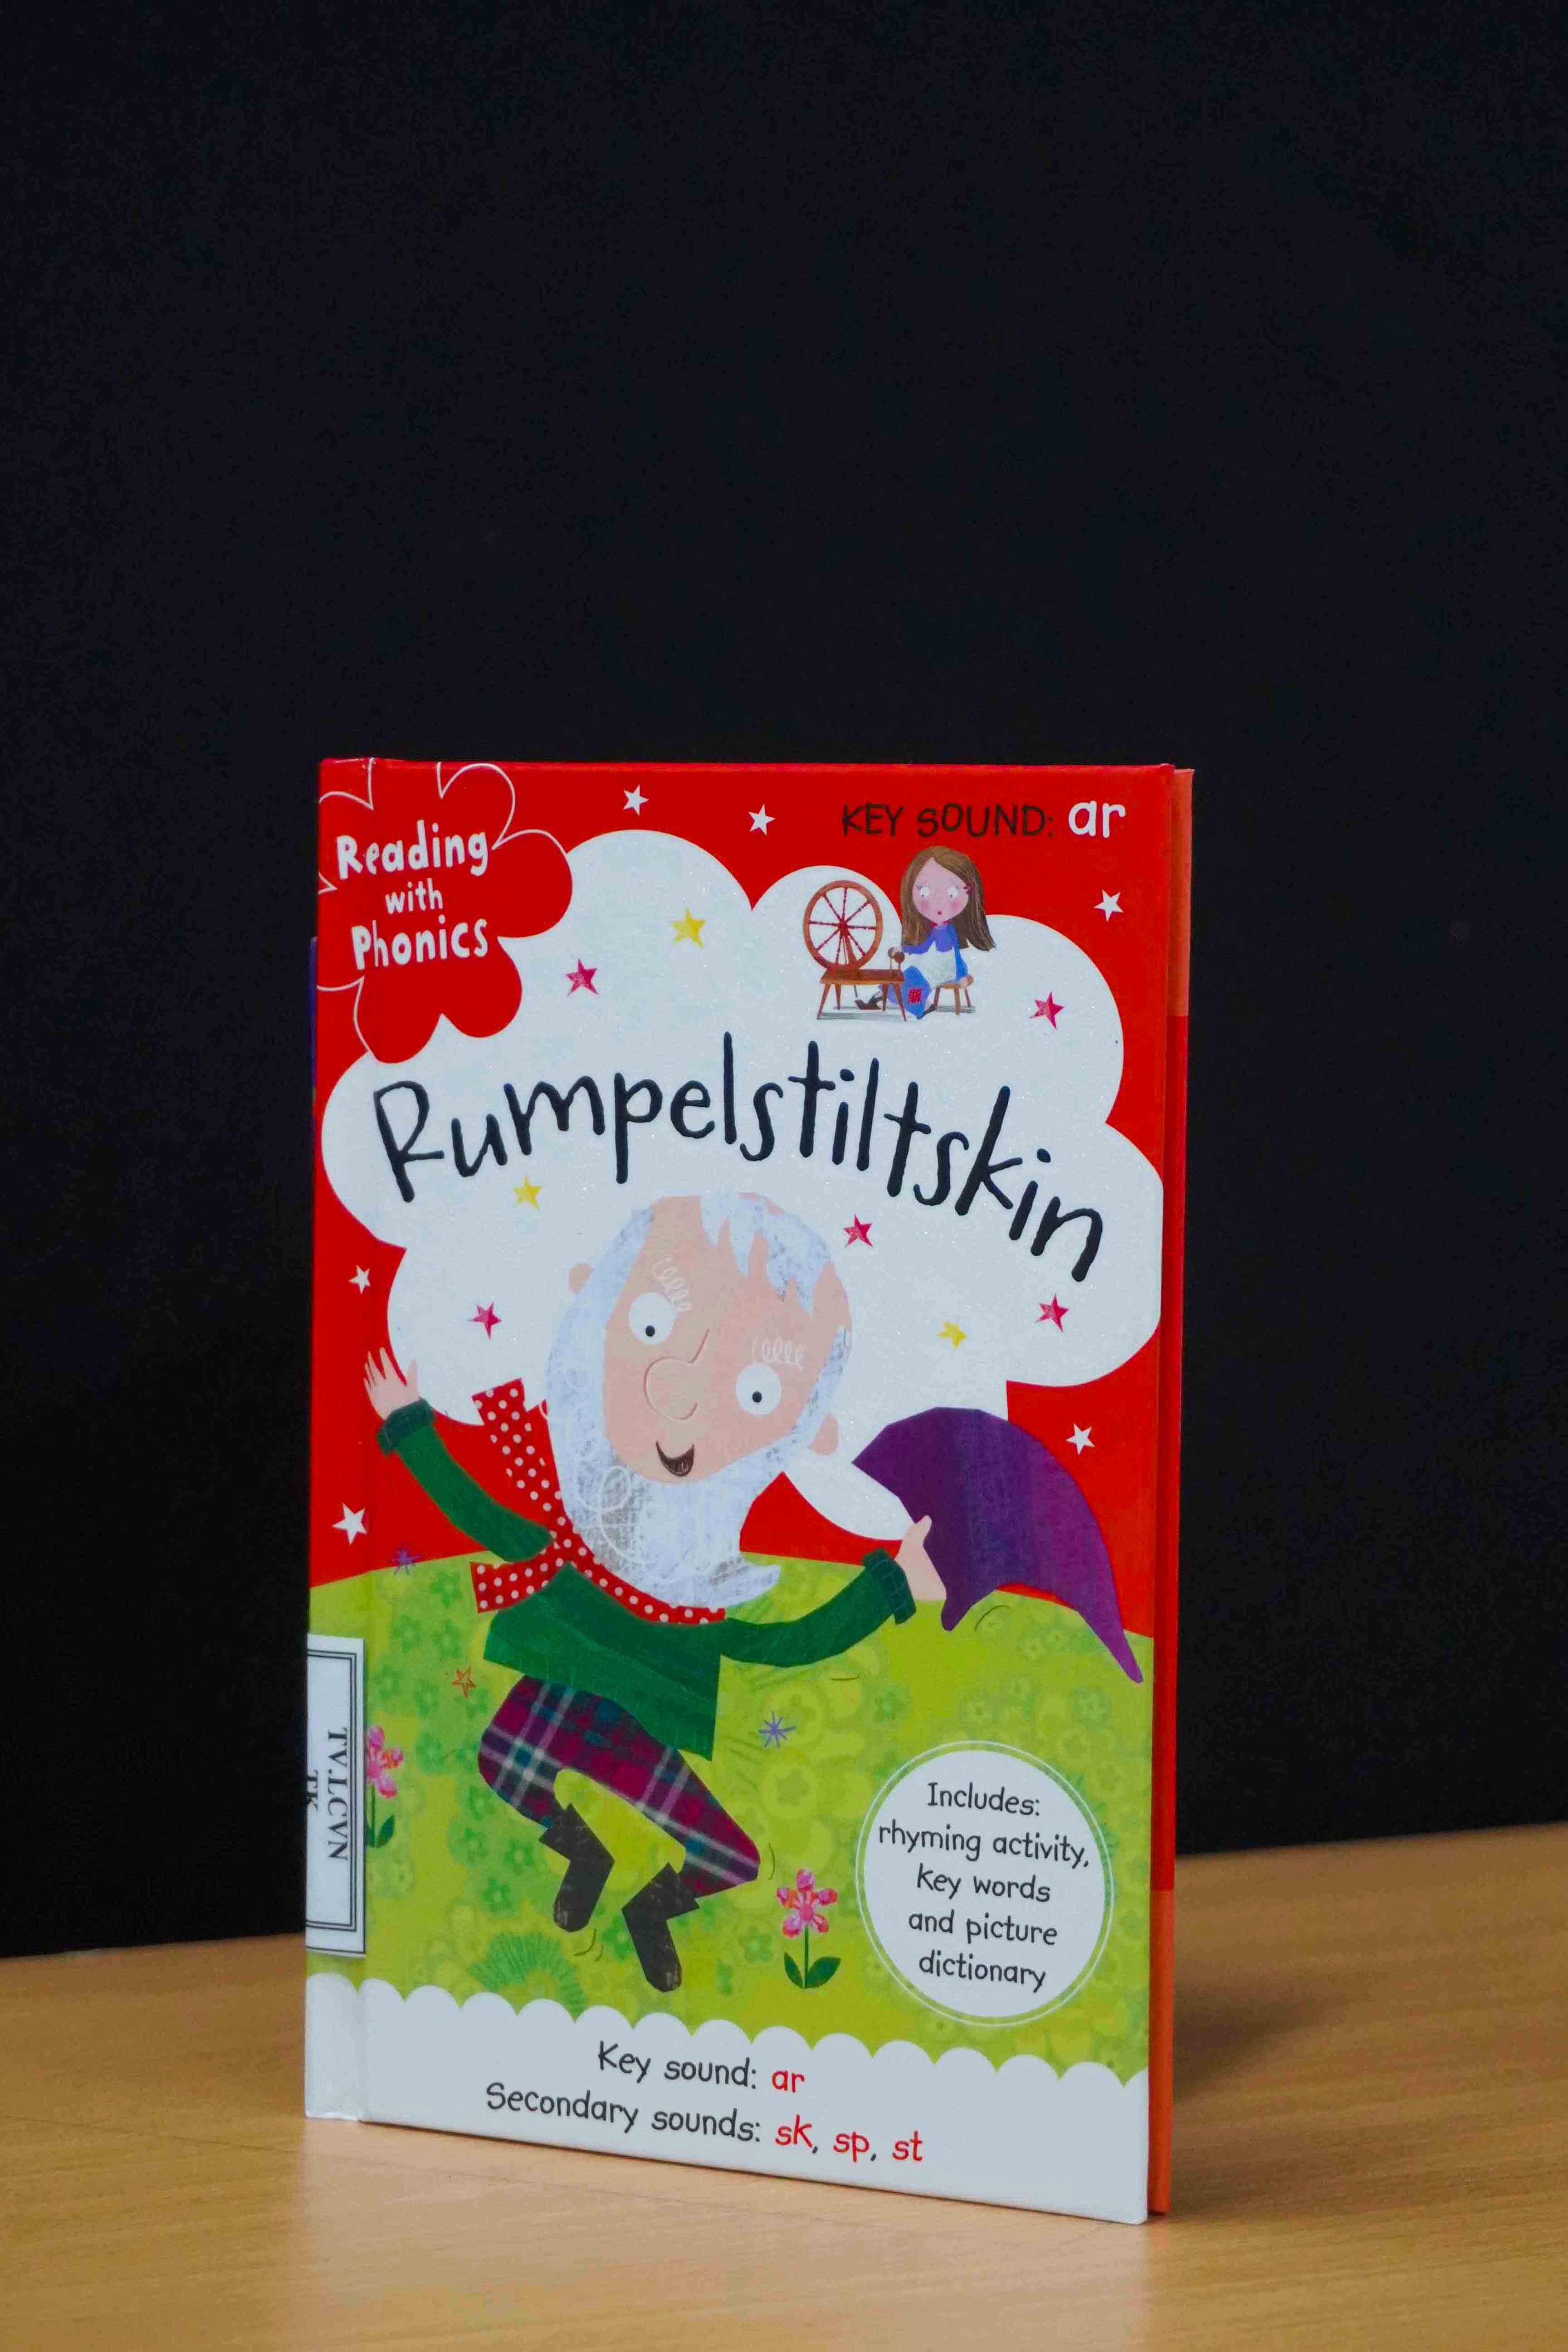 Reading
with
Phonics
KEY SOUND: ar
Rumpelstiltskin
TV.LCVN
TK
Includes:
rhyming activity,
key words
and picture
dictionary
Key sound: ar
Secondary sounds: sk, sp, st